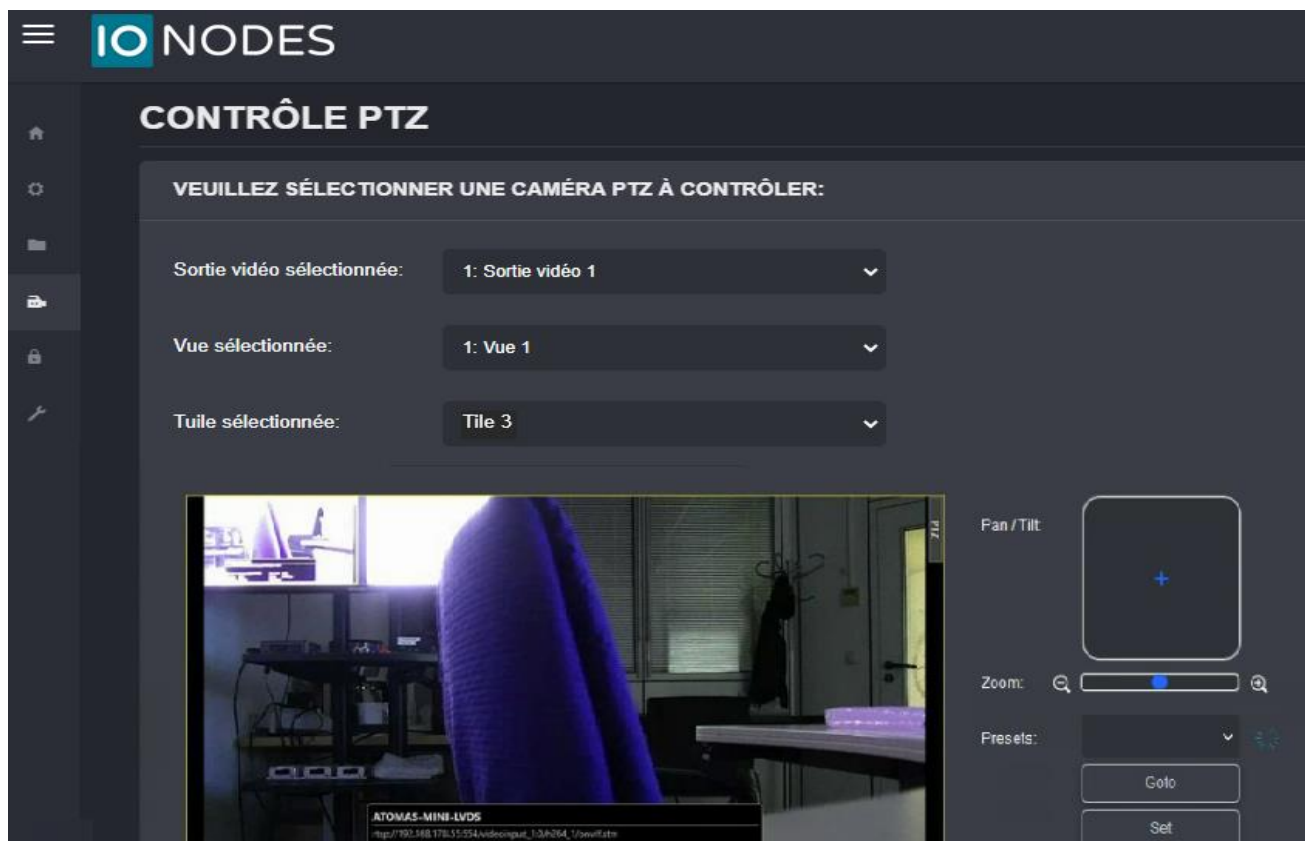 IO NODES
CONTRÔLE PTZ
VEUILLEZ SÉLECTIONNER UNE CAMÉRA PTZ À CONTRÔLER:
Sortie vidéo sélectionnée: 1: Sortie vidéo 1
Vue sélectionnée: 1: Vue 1
Tuile sélectionnée: Tile 3
PTZ
Pan / Tilt:
Zoom:
Presets:
Goto
Set
ATOMAS-MINI-LVDS